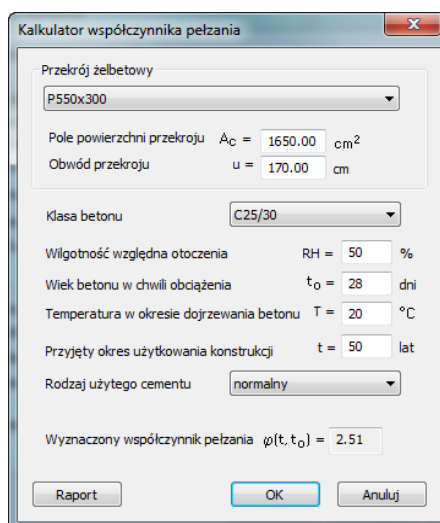 Kalkulator współczynnika pełzania
Przekrój żelbetowy
P550x300
Pole powierzchni przekroju Ac = 1650.00 cm²
Obwód przekroju u = 170.00 cm
Klasa betonu C25/30
Wilgotność względna otoczenia RH = 50 %
Wiek betonu w chwili obciążenia to = 28 dni
Temperatura w okresie dojrzewania betonu T = 20 °C
Przyjęty okres użytkowania konstrukcji t = 50 lat
Rodzaj użytego cementu normalny
Wyznaczony współczynnik pełzania φ(t,to) = 2.51
Raport OK Anuluj